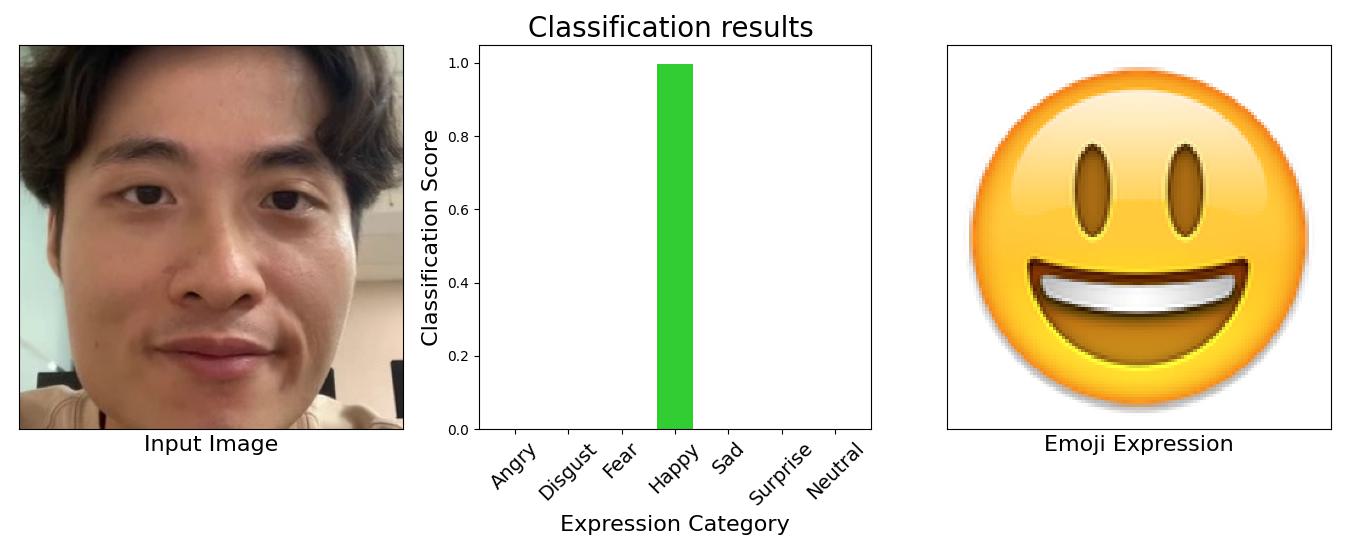 Classification results
Classification Score
1.0
0.8
0.6
0.4
0.2
0.0
Angry
Disgust
Fear
Happy
Sad
Surprise
Neutral
Expression Category
Input Image
Emoji Expression